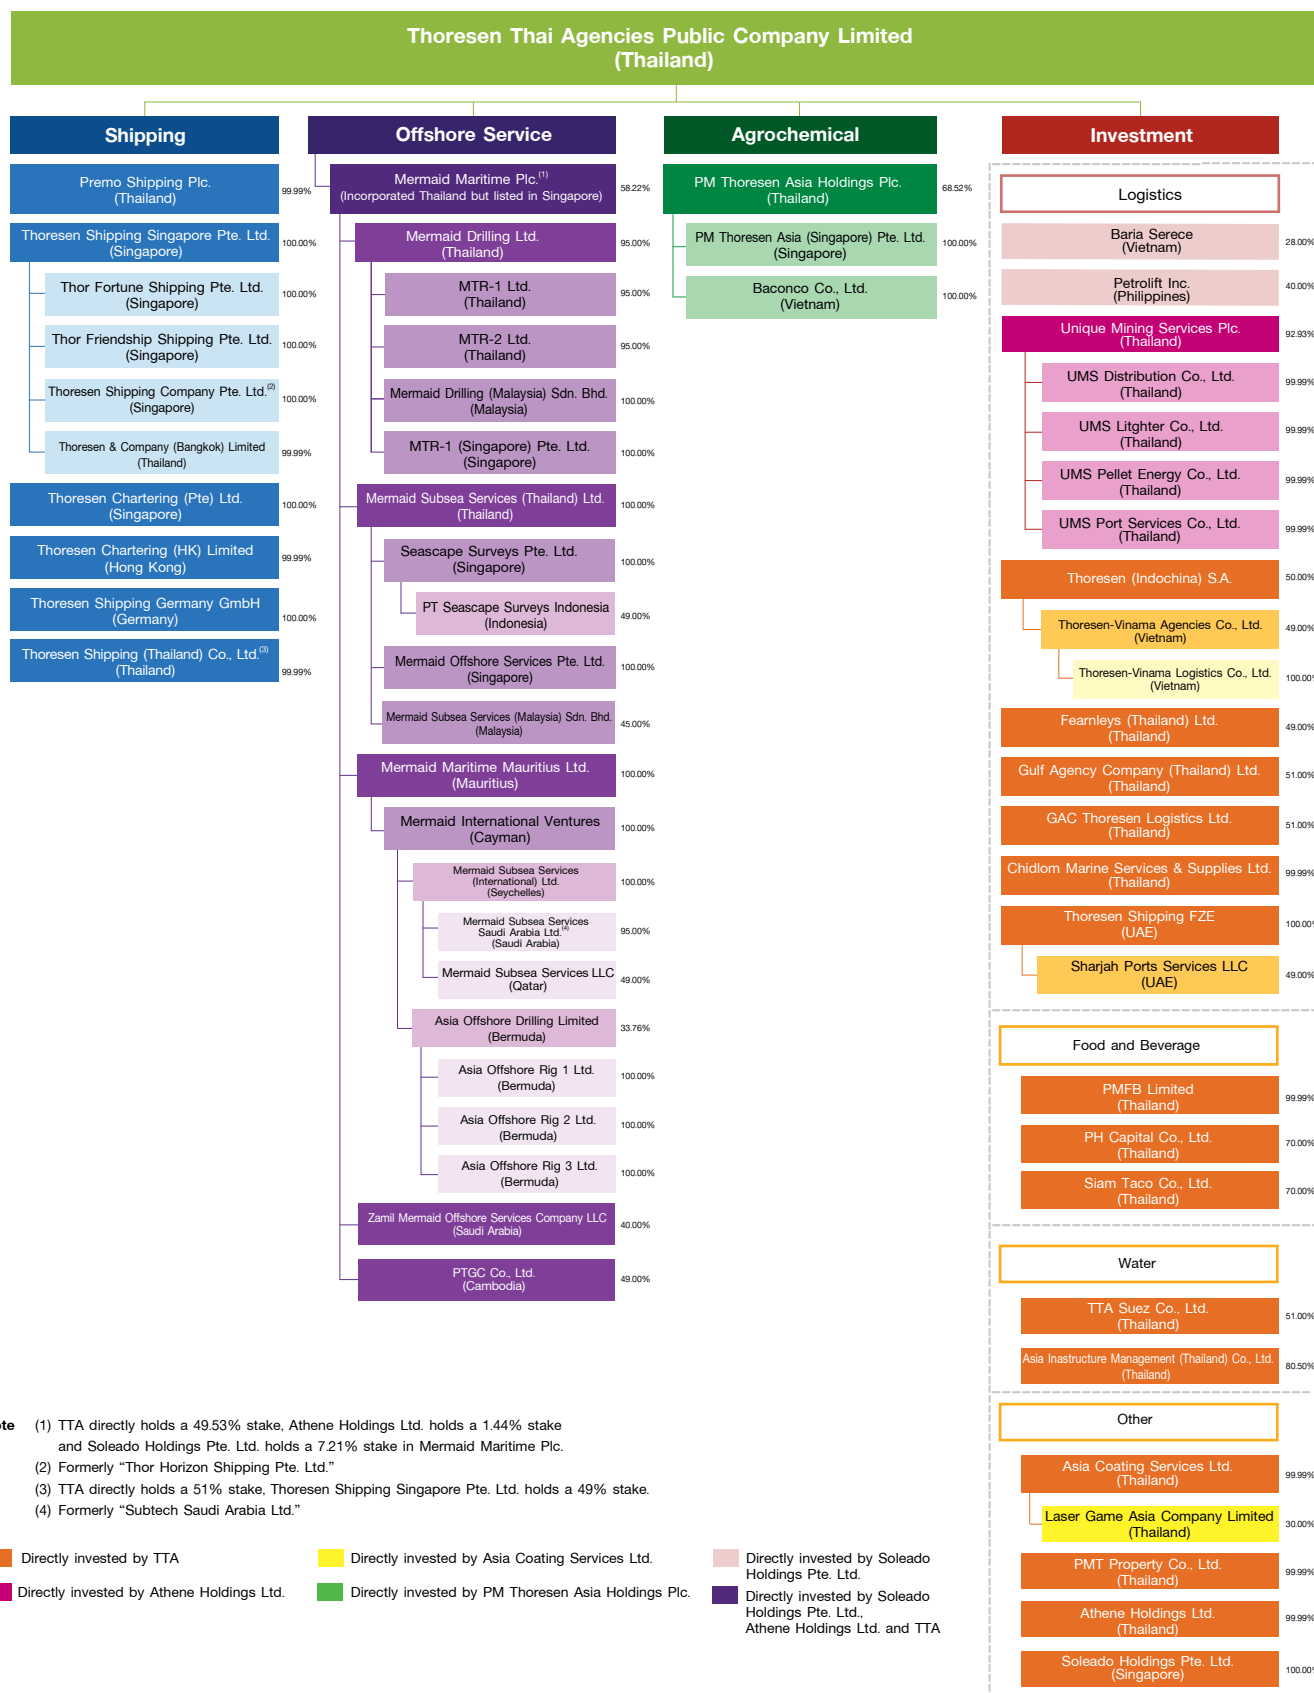 Thoresen Thai Agencies Public Company Limited
(Thailand)
Shipping
Premo Shipping Plc.
(Thailand)
99.99%
Thoresen Shipping Singapore Pte. Ltd.
(Singapore)
100.00%
Thor Fortune Shipping Pte. Ltd.
(Singapore)
100.00%
Thor Friendship Shipping Pte. Ltd.
(Singapore)
100.00%
Thoresen Shipping Company Pte. Ltd.(2)
(Singapore)
100.00%
Thoresen & Company (Bangkok) Limited
(Thailand)
99.99%
Thoresen Chartering (Pte) Ltd.
(Singapore)
100.00%
Thoresen Chartering (HK) Limited
(Hong Kong)
99.99%
Thoresen Shipping Germany GmbH
(Germany)
100.00%
Thoresen Shipping (Thailand) Co., Ltd.(3)
(Thailand)
99.99%
Offshore Service
Mermaid Maritime Plc.(1)
(Incorporated Thailand but listed in Singapore)
58.22%
Mermaid Drilling Ltd.
(Thailand)
95.00%
MTR-1 Ltd.
(Thailand)
95.00%
MTR-2 Ltd.
(Thailand)
95.00%
Mermaid Drilling (Malaysia) Sdn. Bhd.
(Malaysia)
100.00%
MTR-1 (Singapore) Pte. Ltd.
(Singapore)
100.00%
Mermaid Subsea Services (Thailand) Ltd.
(Thailand)
100.00%
Seascape Surveys Pte. Ltd.
(Singapore)
100.00%
PT Seascape Surveys Indonesia
(Indonesia)
49.00%
Mermaid Offshore Services Pte. Ltd.
(Singapore)
100.00%
Mermaid Subsea Services (Malaysia) Sdn. Bhd.
(Malaysia)
45.00%
Mermaid Maritime Mauritius Ltd.
(Mauritius)
100.00%
Mermaid International Ventures
(Cayman)
100.00%
Mermaid Subsea Services
(International) Ltd.
(Seychelles)
100.00%
Mermaid Subsea Services
Saudi Arabia Ltd.(4)
(Saudi Arabia)
95.00%
Mermaid Subsea Services LLC
(Qatar)
49.00%
Asia Offshore Drilling Limited
(Bermuda)
33.76%
Asia Offshore Rig 1 Ltd.
(Bermuda)
100.00%
Asia Offshore Rig 2 Ltd.
(Bermuda)
100.00%
Asia Offshore Rig 3 Ltd.
(Bermuda)
100.00%
Zamil Mermaid Offshore Services Company LLC
(Saudi Arabia)
40.00%
PTGC Co., Ltd.
(Cambodia)
49.00%
Agrochemical
PM Thoresen Asia Holdings Plc.
(Thailand)
68.52%
PM Thoresen Asia (Singapore) Pte. Ltd.
(Singapore)
100.00%
Baconco Co., Ltd.
(Vietnam)
100.00%
Investment
Logistics
Baria Serece
(Vietnam)
28.00%
Petrolift Inc.
(Philippines)
40.00%
Unique Mining Services Plc.
(Thailand)
92.93%
UMS Distribution Co., Ltd.
(Thailand)
99.99%
UMS Litghter Co., Ltd.
(Thailand)
99.99%
UMS Pellet Energy Co., Ltd.
(Thailand)
99.99%
UMS Port Services Co., Ltd.
(Thailand)
99.99%
Thoresen (Indochina) S.A.
50.00%
Thoresen-Vinama Agencies Co., Ltd.
(Vietnam)
49.00%
Thoresen-Vinama Logistics Co., Ltd.
(Vietnam)
100.00%
Fearnleys (Thailand) Ltd.
(Thailand)
49.00%
Gulf Agency Company (Thailand) Ltd.
(Thailand)
51.00%
GAC Thoresen Logistics Ltd.
(Thailand)
51.00%
Chidlom Marine Services & Supplies Ltd.
(Thailand)
99.99%
Thoresen Shipping FZE
(UAE)
100.00%
Sharjah Ports Services LLC
(UAE)
49.00%
Food and Beverage
PMFB Limited
(Thailand)
99.99%
PH Capital Co., Ltd.
(Thailand)
70.00%
Siam Taco Co., Ltd.
(Thailand)
70.00%
Water
TTA Suez Co., Ltd.
(Thailand)
51.00%
Asia Inastructure Management (Thailand) Co., Ltd.
(Thailand)
80.50%
Other
Asia Coating Services Ltd.
(Thailand)
99.99%
Laser Game Asia Company Limited
(Thailand)
30.00%
PMT Property Co., Ltd.
(Thailand)
99.99%
Athene Holdings Ltd.
(Thailand)
99.99%
Soleado Holdings Pte. Ltd.
(Singapore)
100.00%
ote (1) TTA directly holds a 49.53% stake, Athene Holdings Ltd. holds a 1.44% stake
and Soleado Holdings Pte. Ltd. holds a 7.21% stake in Mermaid Maritime Plc.
(2) Formerly “Thor Horizon Shipping Pte. Ltd.”
(3) TTA directly holds a 51% stake, Thoresen Shipping Singapore Pte. Ltd. holds a 49% stake.
(4) Formerly “Subtech Saudi Arabia Ltd.”
Directly invested by TTA
Directly invested by Athene Holdings Ltd.
Directly invested by Asia Coating Services Ltd.
Directly invested by PM Thoresen Asia Holdings Plc.
Directly invested by Soleado
Holdings Pte. Ltd.
Directly invested by Soleado
Holdings Pte. Ltd.,
Athene Holdings Ltd. and TTA